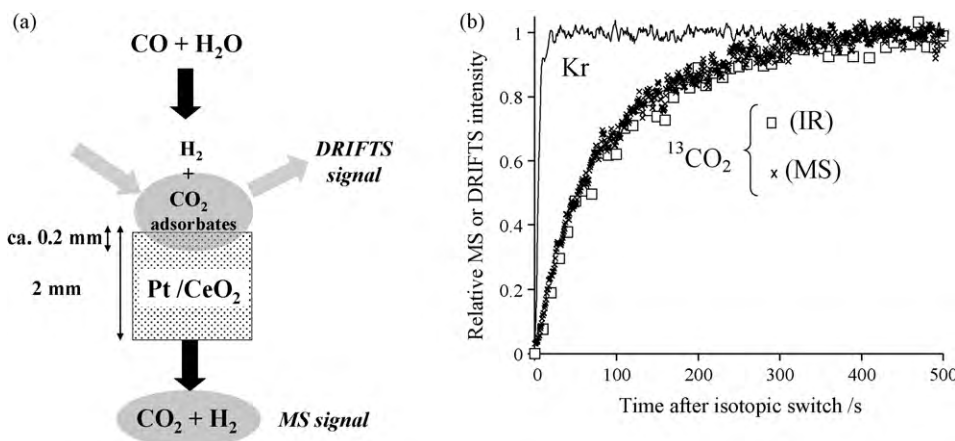 (a)
CO + H₂O
H₂
+
CO₂
adsorbates
DRIFTS
signal
ca. 0.2 mm
2 mm
Pt /CeO₂
CO₂ + H₂
MS signal
(b)
Relative MS or DRIFTS intensity
1
0.8
0.6
0.4
0.2
0
Kr
¹³CO₂
(IR)
(MS)
0
100
200
300
400
500
Time after isotopic switch /s